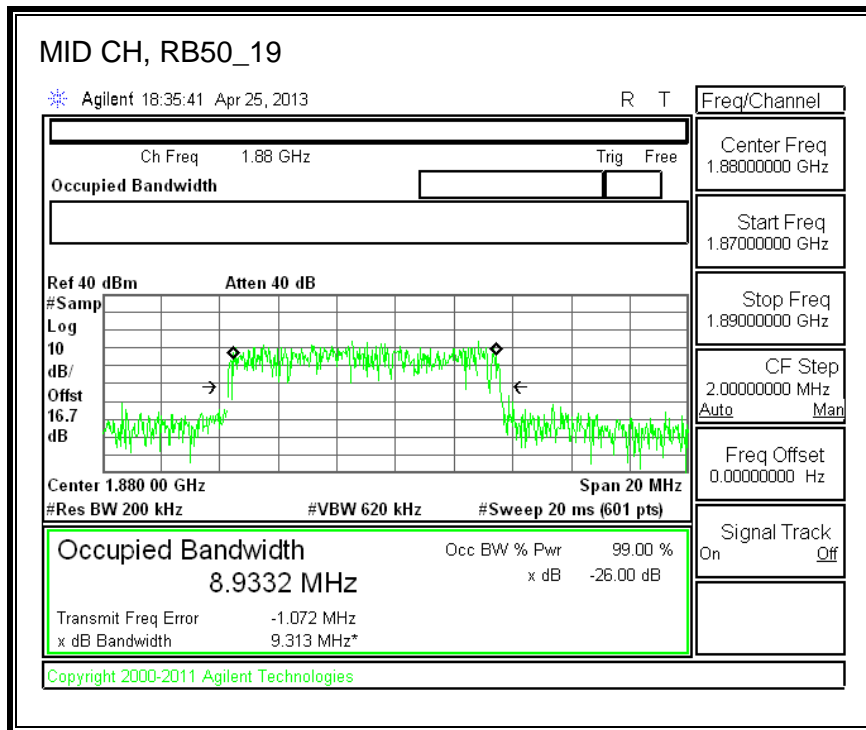 MID CH, RB50_19
Agilent 18:35:41 Apr 25, 2013 R T
Freq/Channel
Ch Freq 1.88 GHz Trig Free
Occupied Bandwidth
Center Freq
1.88000000 GHz
Start Freq
1.87000000 GHz
Stop Freq
1.89000000 GHz
CF Step
2.00000000 MHz
Auto Man
Freq Offset
0.00000000 Hz
Signal Track
On Off
Ref 40 dBm Atten 40 dB
#Samp
Log
10
dB/
Offst
16.7
dB
Center 1.880 00 GHz Span 20 MHz
#Res BW 200 kHz #VBW 620 kHz #Sweep 20 ms (601 pts)
Occupied Bandwidth Occ BW % Pwr 99.00 %
8.9332 MHz x dB -26.00 dB
Transmit Freq Error -1.072 MHz
x dB Bandwidth 9.313 MHz*
Copyright 2000-2011 Agilent Technologies